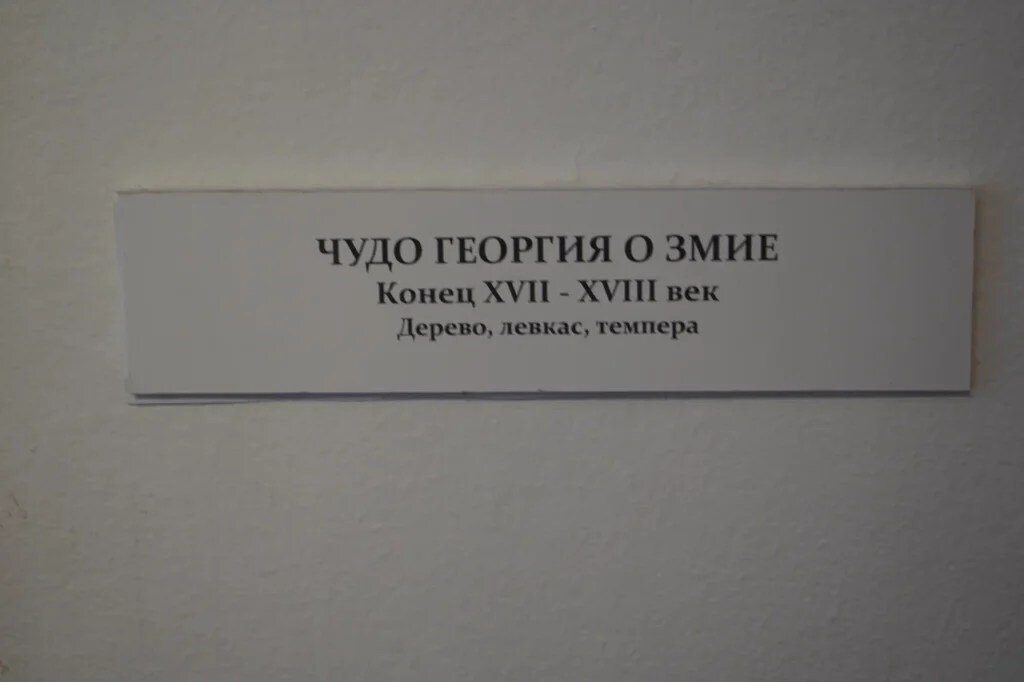 ЧУДО ГЕОРГИЯ О ЗМИЕ
Конец XVII - XVIII век
Дерево, левкас, темпера